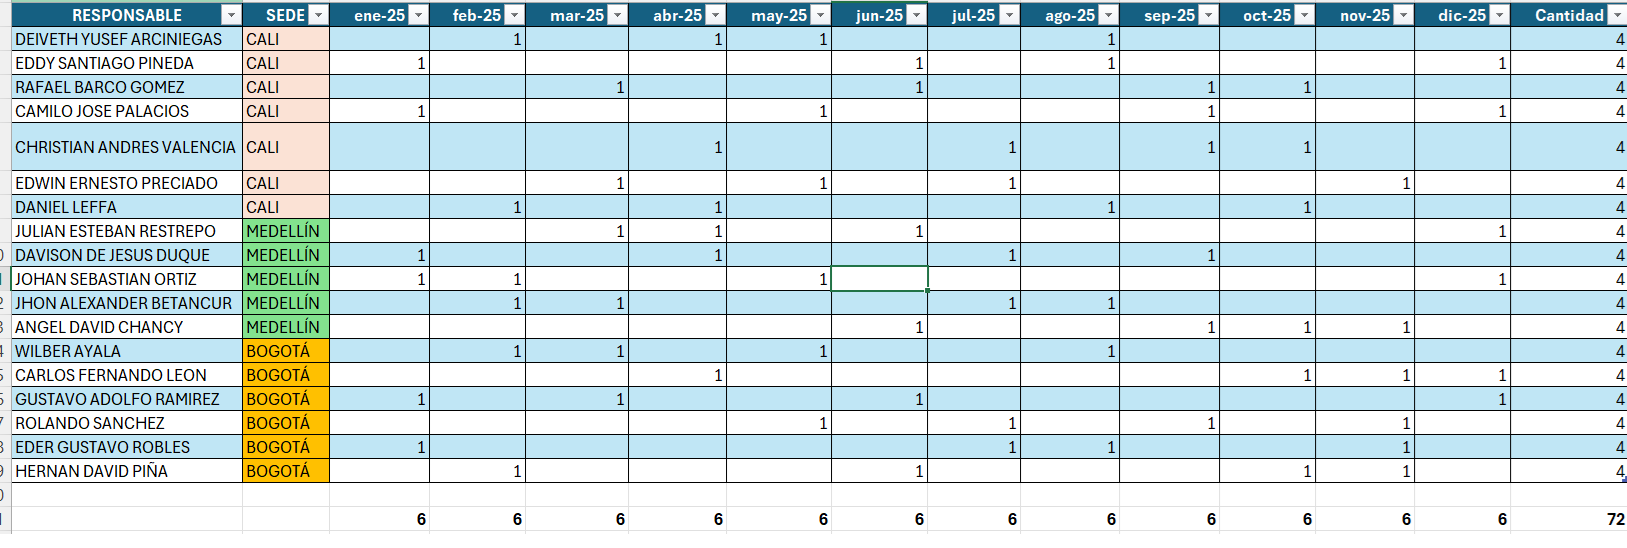 RESPONSABLE SEDE ene-25 feb-25 mar-25 abr-25 may-25 jun-25 jul-25 ago-25 sep-25 oct-25 nov-25 dic-25 Cantidad
DEIVETH YUSEF ARCINIEGAS CALI 1 1 1 1 4
EDDY SANTIAGO PINEDA CALI 1 1 1 1 4
RAFAEL BARCO GOMEZ CALI 1 1 1 1 4
CAMILO JOSE PALACIOS CALI 1 1 1 1 4
CHRISTIAN ANDRES VALENCIA CALI 1 1 1 1 4
EDWIN ERNESTO PRECIADO CALI 1 1 1 1 4
DANIEL LEFFA CALI 1 1 1 1 4
JULIAN ESTEBAN RESTREPO MEDELLÍN 1 1 1 1 4
DAVISON DE JESUS DUQUE MEDELLÍN 1 1 1 1 4
JOHAN SEBASTIAN ORTIZ MEDELLÍN 1 1 1 1 4
JHON ALEXANDER BETANCUR MEDELLÍN 1 1 1 1 4
ANGEL DAVID CHANCY MEDELLÍN 1 1 1 1 4
WILBER AYALA BOGOTÁ 1 1 1 1 4
CARLOS FERNANDO LEON BOGOTÁ 1 1 1 1 4
GUSTAVO ADOLFO RAMIREZ BOGOTÁ 1 1 1 1 4
ROLANDO SANCHEZ BOGOTÁ 1 1 1 1 4
EDER GUSTAVO ROBLES BOGOTÁ 1 1 1 1 4
HERNAN DAVID PIÑA BOGOTÁ 1 1 1 1 4
6 6 6 6 6 6 6 6 6 6 6 6 72